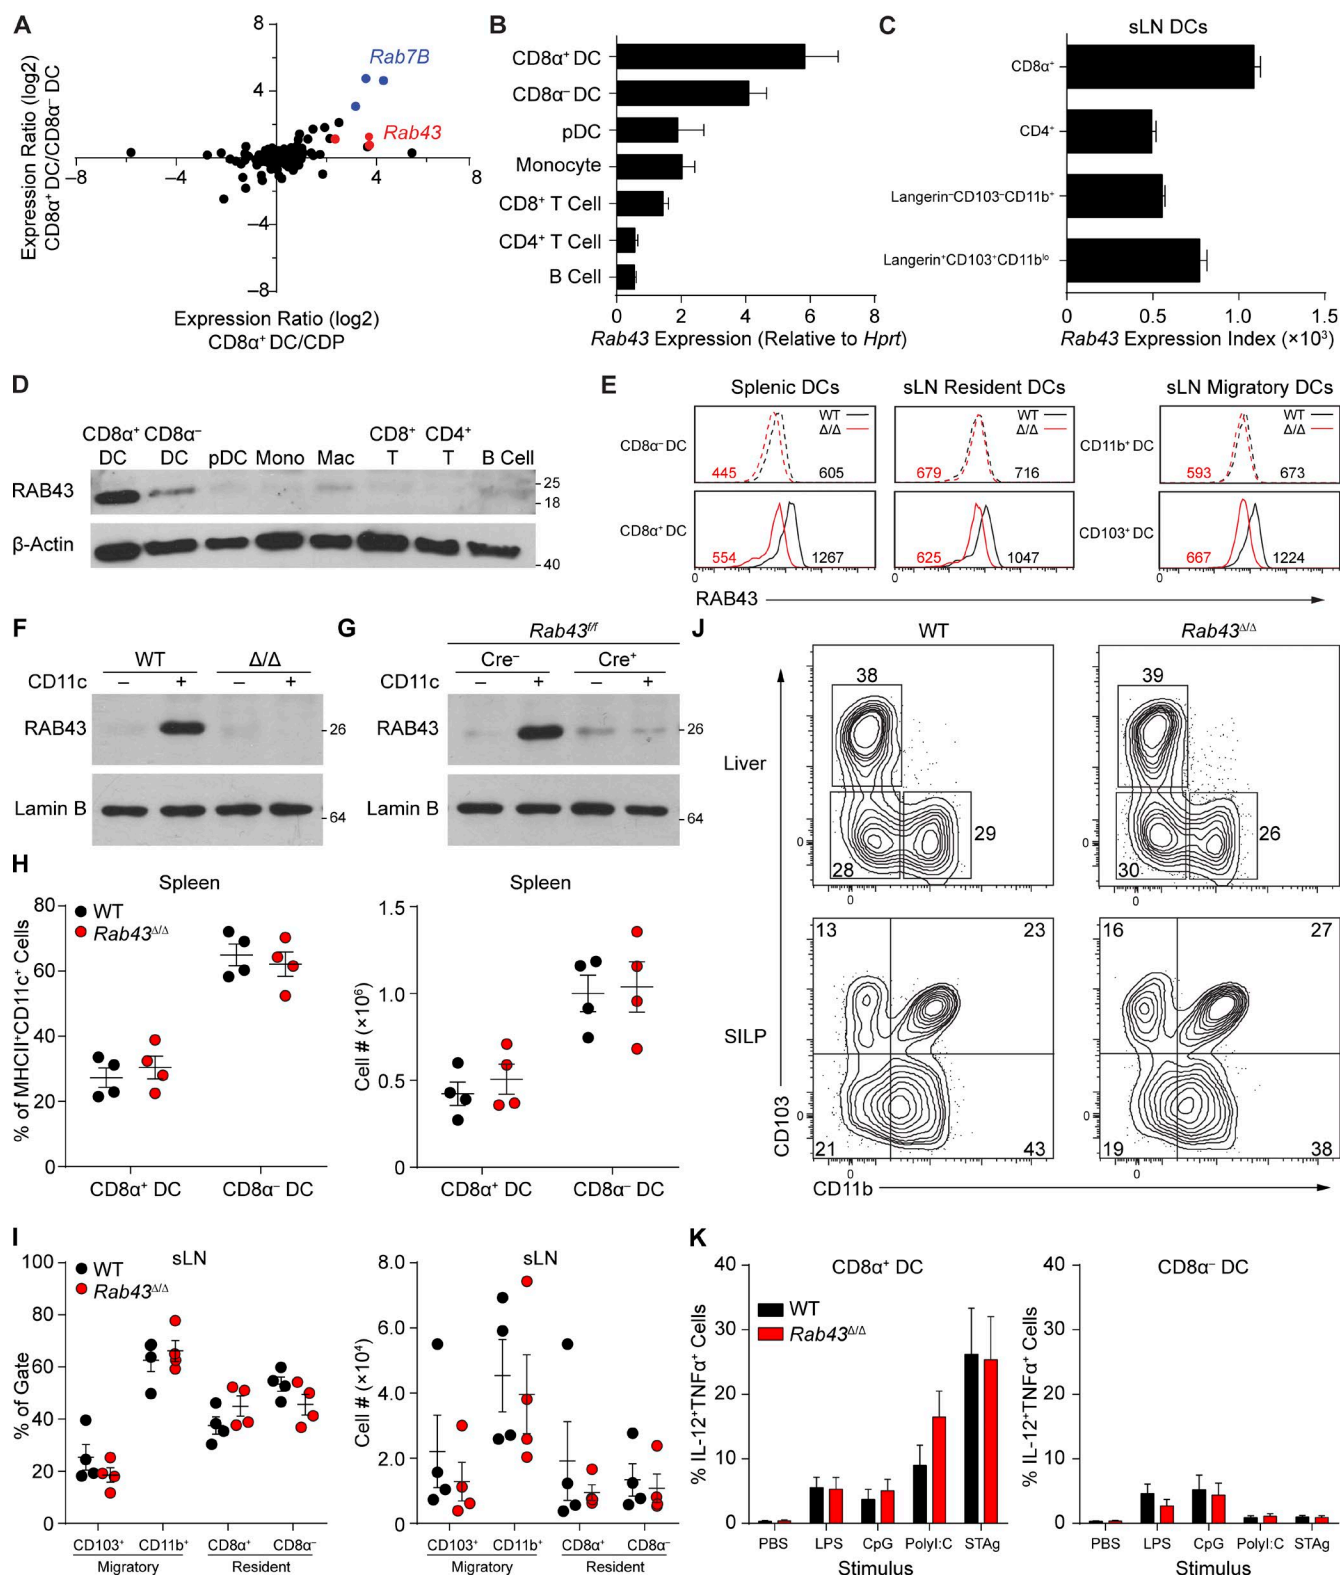 A
Expression Ratio (log2)
CD8α⁺ DC/CD8α⁻ DC
8
4
−4
−8
−8
−4
4
8
Rab7B
Rab43
Expression Ratio (log2)
CD8α⁺ DC/CDP
B
CD8α⁺ DC
CD8α⁻ DC
pDC
Monocyte
CD8⁺ T Cell
CD4⁺ T Cell
B Cell
0 2 4 6 8
Rab43 Expression (Relative to Hprt)
C
sLN DCs
CD8α⁺
CD4⁺
Langerin⁻CD103⁻CD11b⁺
Langerin⁺CD103⁺CD11bˡᵒ
0 0.5 1.0 1.5
Rab43 Expression Index (×10³)
D
CD8α⁺ CD8α⁻ CD8⁺ CD4⁺
DC DC pDC Mono Mac T T B Cell
RAB43
25
18
β-Actin
40
E
Splenic DCs sLN Resident DCs sLN Migratory DCs
CD8α⁻ DC
WT
Δ/Δ
445 605
WT
Δ/Δ
679 716
CD11b⁺ DC
WT
Δ/Δ
593 673
CD8α⁺ DC
554 1267
625 1047
CD103⁺ DC
667 1224
0 0 0
RAB43
F
WT Δ/Δ
CD11c − + − +
RAB43
26
Lamin B
64
G
Rab43ᶠ/ᶠ
Cre⁻ Cre⁺
CD11c − + − +
RAB43
26
Lamin B
64
H
Spleen
WT
Rab43Δ/Δ
% of MHCII⁺CD11c⁺ Cells
80
60
40
20
0
CD8α⁺ DC CD8α⁻ DC
Spleen
Cell # (×10⁶)
1.5
1.0
0.5
0
CD8α⁺ DC CD8α⁻ DC
I
sLN
WT
Rab43Δ/Δ
% of Gate
100
80
60
40
20
0
CD103⁺ CD11b⁺ CD8α⁺ CD8α⁻
Migratory Resident
sLN
Cell # (×10⁴)
8.0
6.0
4.0
2.0
0
CD103⁺ CD11b⁺ CD8α⁺ CD8α⁻
Migratory Resident
J
WT Rab43Δ/Δ
Liver
38
28
29
0
0
39
30
26
0
0
SILP
13 23
21 43
0
0
16 27
19 38
0
0
CD103
CD11b
K
CD8α⁺ DC
WT
Rab43Δ/Δ
% IL-12⁺TNFα⁺ Cells
40
30
20
10
0
PBS LPS CpG PolyI:C STAg
Stimulus
CD8α⁻ DC
% IL-12⁺TNFα⁺ Cells
40
30
20
10
0
PBS LPS CpG PolyI:C STAg
Stimulus